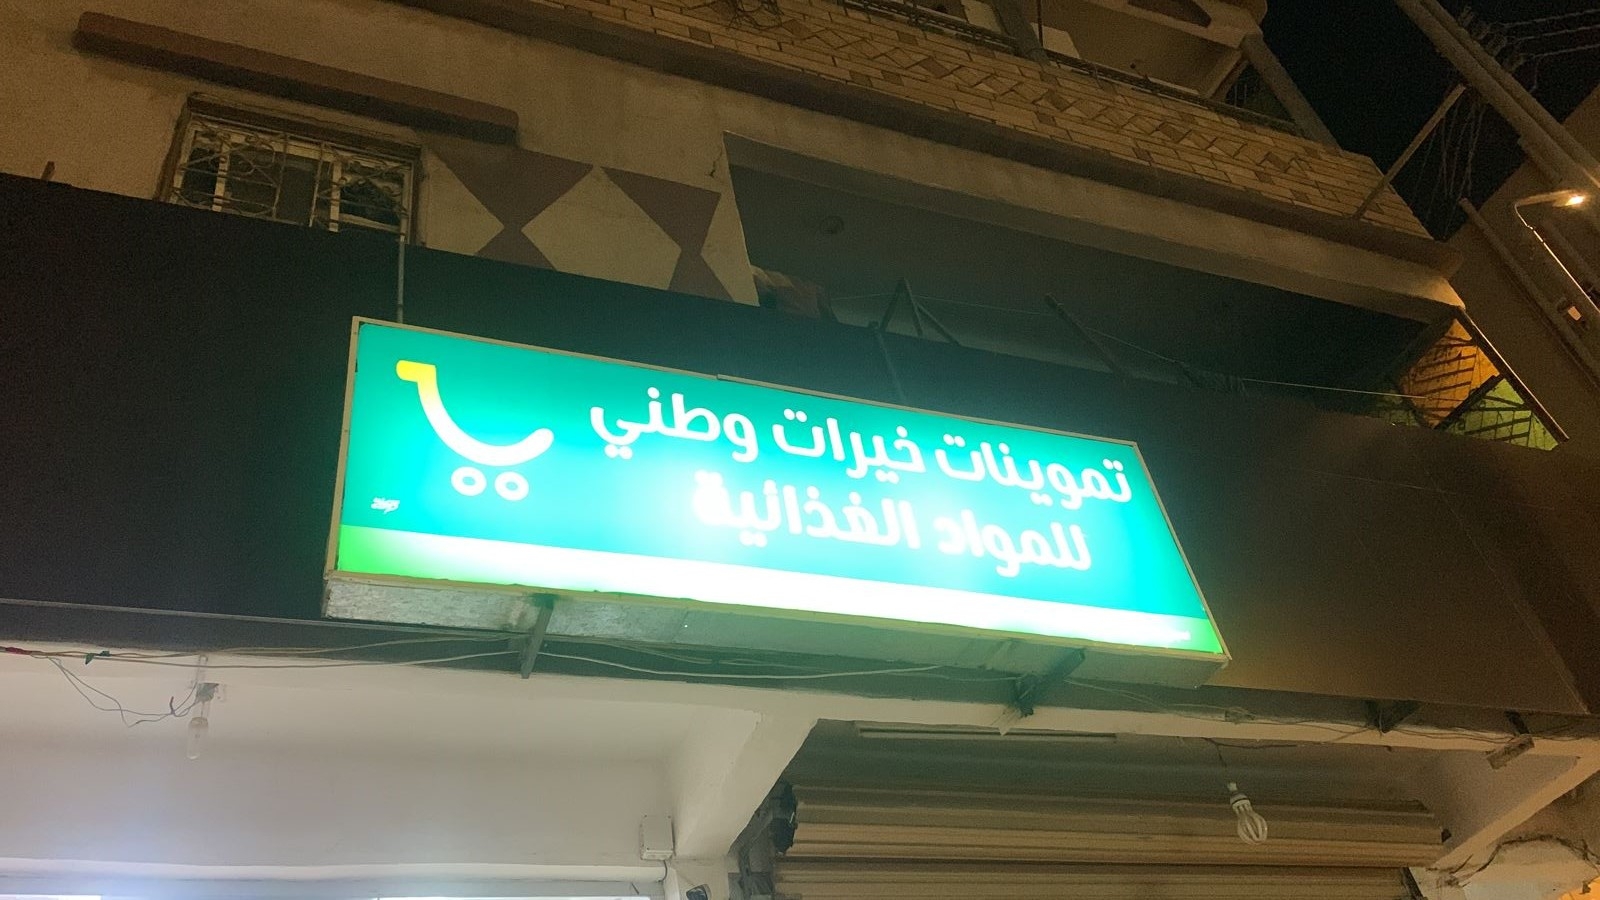 تموينات خيرات وطني
للمواد الغذائية